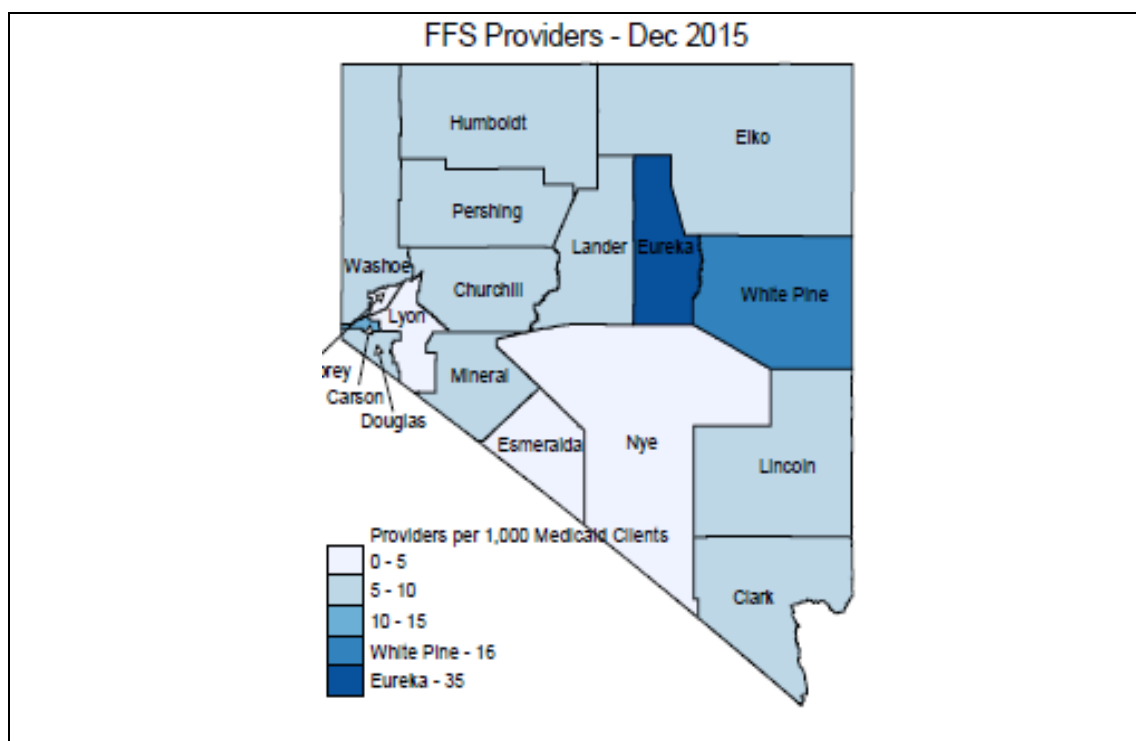 FFS Providers - Dec 2015
Humboldt
Elko
Pershing
Lander
Eureka
Washoe
Churchill
White Pine
Lyon
orey
Carson
Mineral
Douglas
Esmeralda
Nye
Lincoln
Providers per 1,000 Medicaid Clients
0 - 5
5 - 10
Clark
10 - 15
White Pine - 16
Eureka - 35